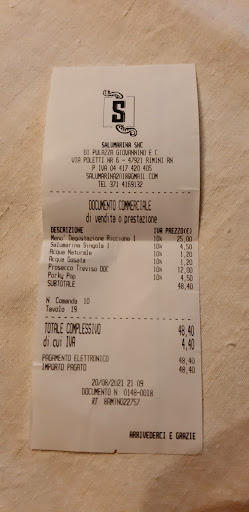 S
SALUMARINA SNC
DI PULAZZA GIOVANNINO E C
VIA POLETTI NR 6 - 47921 RIMINI RN
P IVA 04 417 420 405
SALUMARINA2018@GMAIL.COM
TEL 371 4169132
DOCUMENTO COMMERCIALE
di vendita o prestazione
DESCRIZIONE IVA PREZZO(€)
Menu' Degustazione Ricciono 1 10% 25,00
Salumarina Singola 1 10% 4,50
Acqua Naturale 10% 1,20
Acqua Gasata 10% 1,20
Prosecco Treviso DOC 10% 12,00
Porky Pop 10% 4,50
SUBTOTALE 48,40
N. Comanda 10
Tavolo 19
TOTALE COMPLESSIVO 48,40
di cui IVA 4,40
PAGAMENTO ELETTRONICO 48,40
IMPORTO PAGATO 48,40
20/08/2021 21:09
DOCUMENTO N. 0148-0018
RT 8AMTN022757
ARRIVEDERCI E GRAZIE